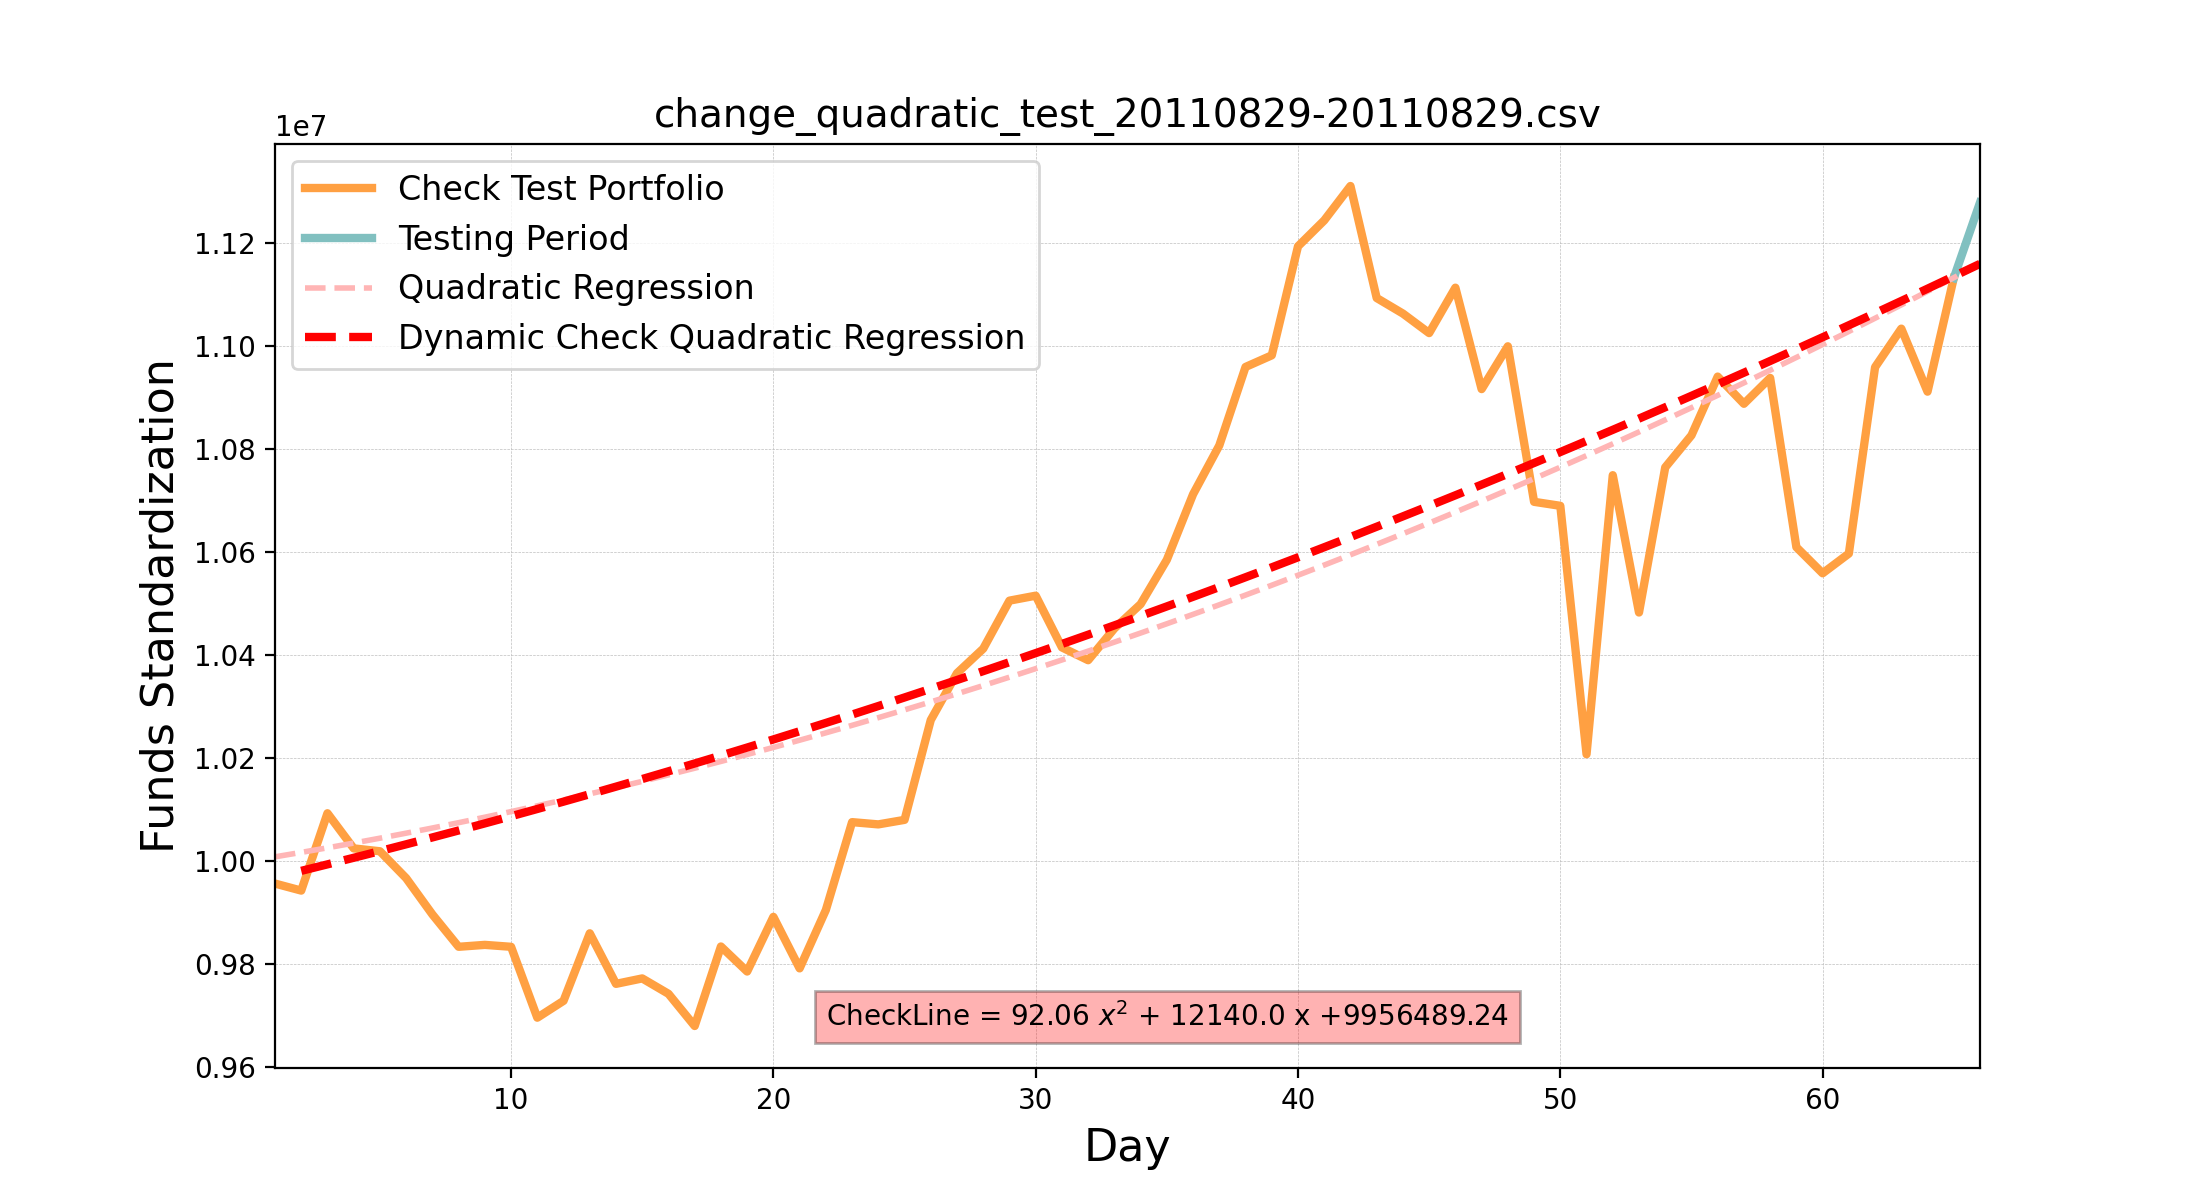 change_quadratic_test_20110829-20110829.csv
1e7
Check Test Portfolio
Testing Period
Quadratic Regression
Dynamic Check Quadratic Regression
1.12
1.10
1.08
1.06
1.04
1.02
1.00
0.98
0.96
Funds Standardization
CheckLine = 92.06 x² + 12140.0 x +9956489.24
10 20 30 40 50 60
Day